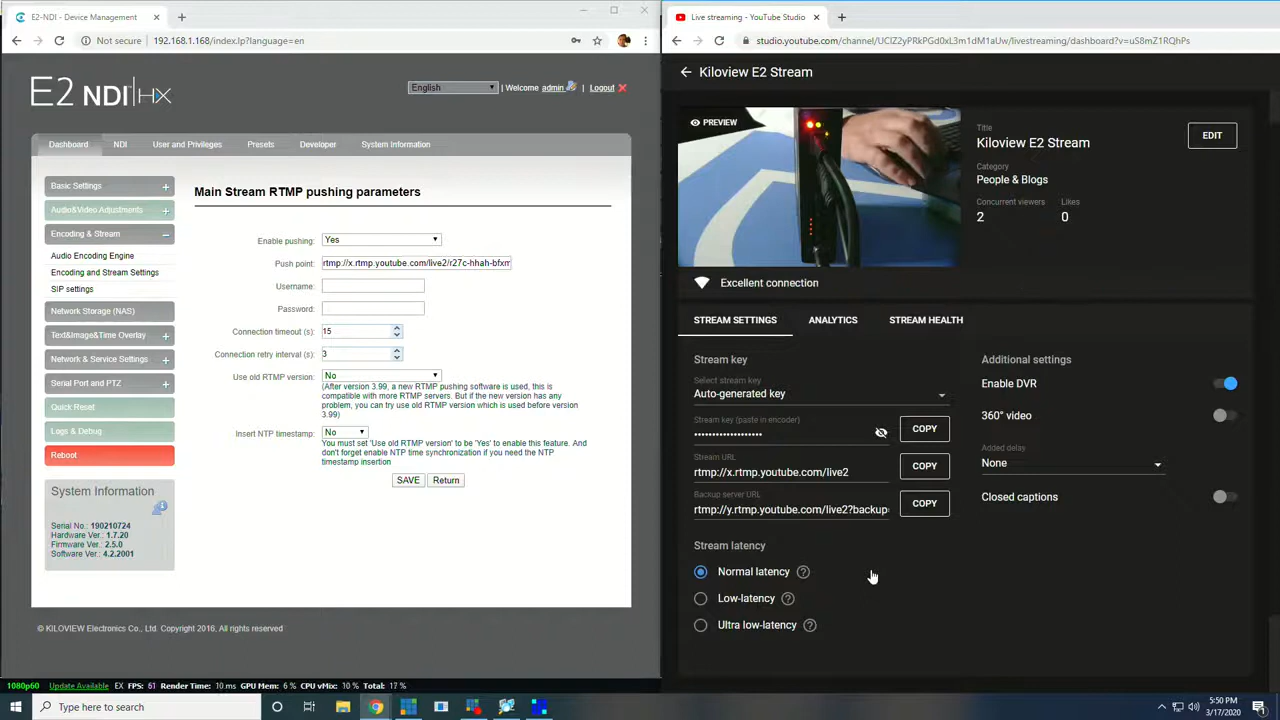 E2-NDI - Device Management
Live streaming - YouTube Studio
Not secure
192.168.1.168/index.lp?language=en
studio.youtube.com/channel/UClZ2yPRkPGd0xL3m1dM1aUw/livestreaming/dashboard?v=uS8mZ1RQhPs
E2 NDI HX
English
| Welcome admin | Logout
Dashboard
NDI
User and Privileges
Presets
Developer
System Information
Basic Settings
Audio&Video Adjustments
Encoding & Stream
Audio Encoding Engine
Encoding and Stream Settings
SIP settings
Network Storage (NAS)
Text&Image&Time Overlay
Network & Service Settings
Serial Port and PTZ
Quick Reset
Logs & Debug
Reboot
System Information
Serial No.: 190210724
Hardware Ver.: 1.7.20
Firmware Ver.: 2.5.0
Software Ver.: 4.2.2001
Main Stream RTMP pushing parameters
Enable pushing: Yes
Push point: rtmp://x.rtmp.youtube.com/live2/r27c-hhah-bfxm
Username:
Password:
Connection timeout (s): 15
Connection retry interval (s): 3
Use old RTMP version: No
(After version 3.99, a new RTMP pushing software is used, this is
compatible with more RTMP servers. But if the new version has any
problem, you can try use old RTMP version which is used before version
3.99)
Insert NTP timestamp: No
You must set 'Use old RTMP version' to be 'Yes' to enable this feature. And
don't forget enable NTP time synchronization if you need the NTP
timestamp insertion
SAVE
Return
© KILOVIEW Electronics Co., Ltd. Copyright 2016, All rights reserved
Kiloview E2 Stream
PREVIEW
Title
Kiloview E2 Stream
EDIT
Category
People & Blogs
Concurrent viewers
Likes
2
0
Excellent connection
STREAM SETTINGS
ANALYTICS
STREAM HEALTH
Stream key
Select stream key
Auto-generated key
Stream key (paste in encoder)
••••••••••••••••••••
COPY
Stream URL
rtmp://x.rtmp.youtube.com/live2
COPY
Backup server URL
rtmp://y.rtmp.youtube.com/live2?backup=
COPY
Additional settings
Enable DVR
360° video
Added delay
None
Closed captions
Stream latency
Normal latency
Low-latency
Ultra low-latency
1080p60 Update Available EX FPS: 61 Render Time: 10 ms GPU Mem: 6 % CPU vMix: 10 % Total: 17 %
Type here to search
5:50 PM
3/17/2020
1